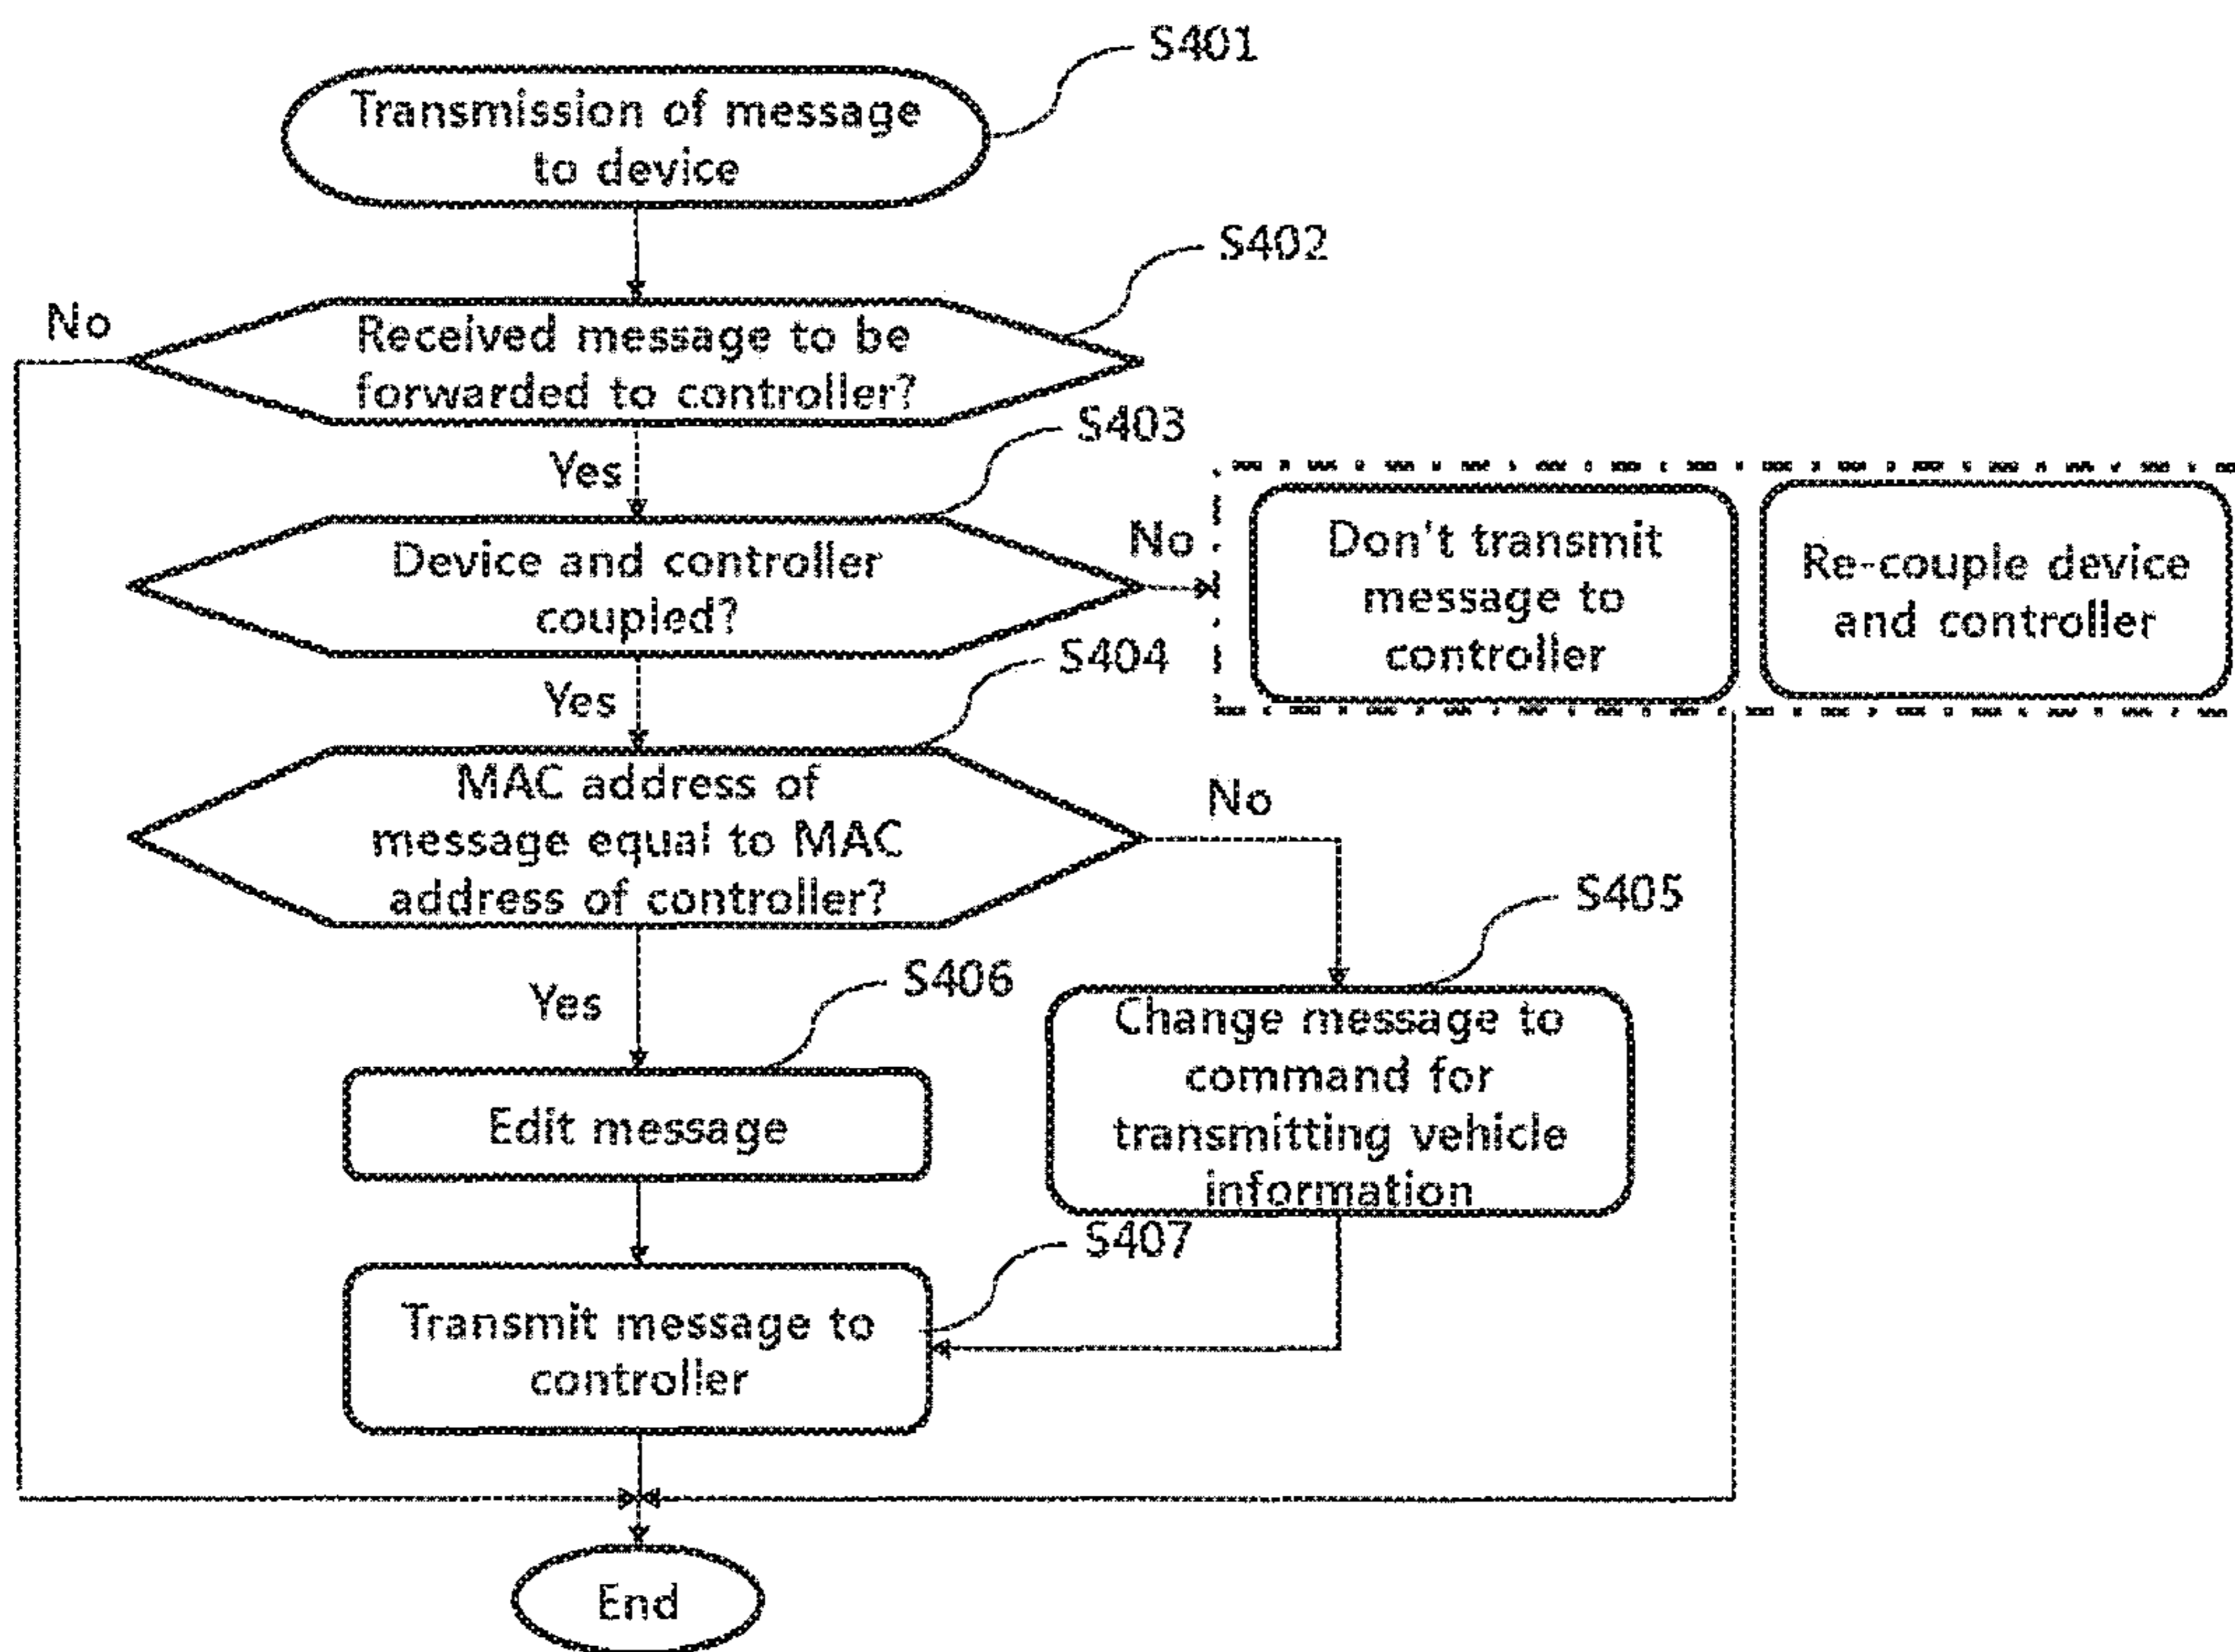 S401
Transmission of message
to device
S402
No
Received message to be
forwarded to controller?
S403
Yes
Device and controller
coupled?
No
Don't transmit
message to
controller
Re-couple device
and controller
S404
Yes
MAC address of
message equal to MAC
address of controller?
No
S405
S406
Yes
Change message to
command for
transmitting vehicle
information
Edit message
S407
Transmit message to
controller
End